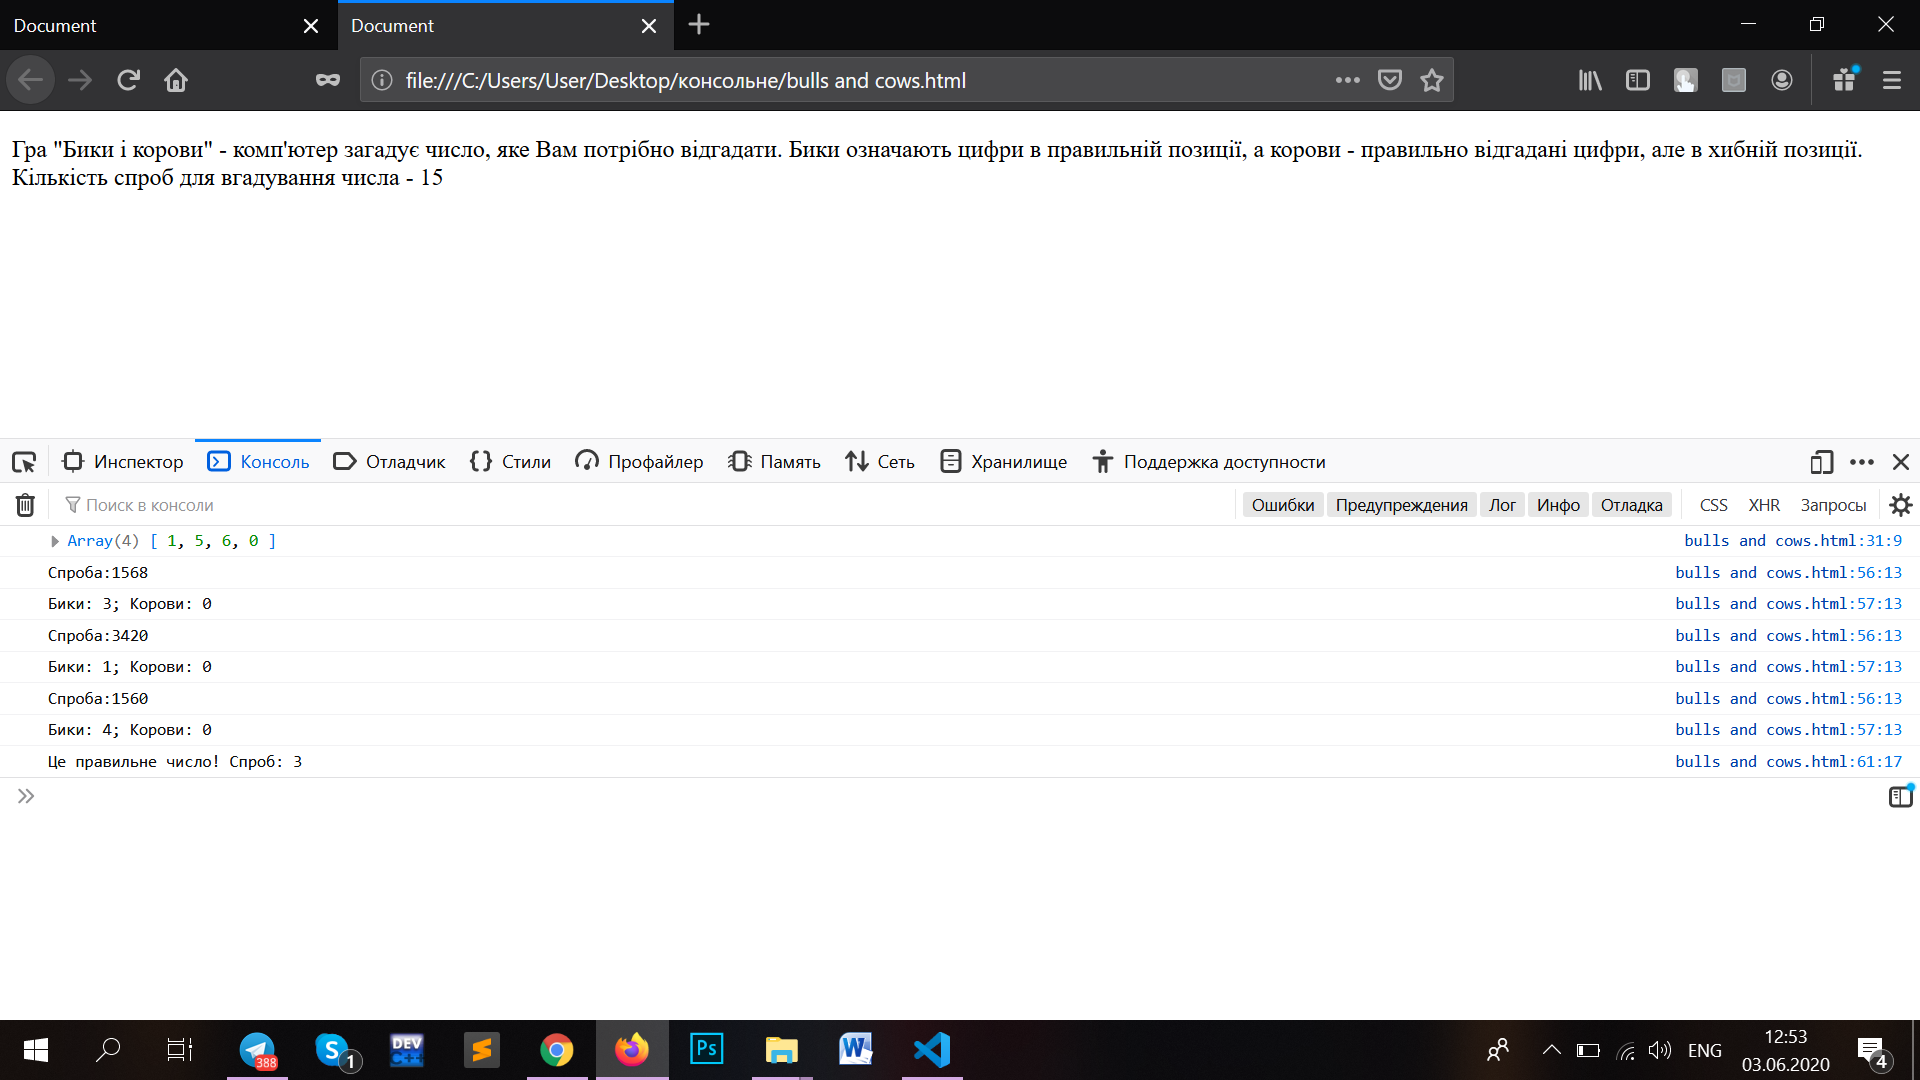 Document
Document
file:///C:/Users/User/Desktop/консольне/bulls and cows.html
Гра "Бики і корови" - комп'ютер загадує число, яке Вам потрібно відгадати. Бики означають цифри в правильній позиції, а корови - правильно відгадані цифри, але в хибній позиції.
Кількість спроб для вгадування числа - 15
Инспектор Консоль Отладчик Стили Профайлер Память Сеть Хранилище Поддержка доступности
Поиск в консоли Ошибки Предупреждения Лог Инфо Отладка CSS XHR Запросы
Array(4) [ 1, 5, 6, 0 ] bulls and cows.html:31:9
Спроба:1568 bulls and cows.html:56:13
Бики: 3; Корови: 0 bulls and cows.html:57:13
Спроба:3420 bulls and cows.html:56:13
Бики: 1; Корови: 0 bulls and cows.html:57:13
Спроба:1560 bulls and cows.html:56:13
Бики: 4; Корови: 0 bulls and cows.html:57:13
Це правильне число! Спроб: 3 bulls and cows.html:61:17
388
S
1
DEV
C++
Ps
W
ENG
12:53
03.06.2020
4